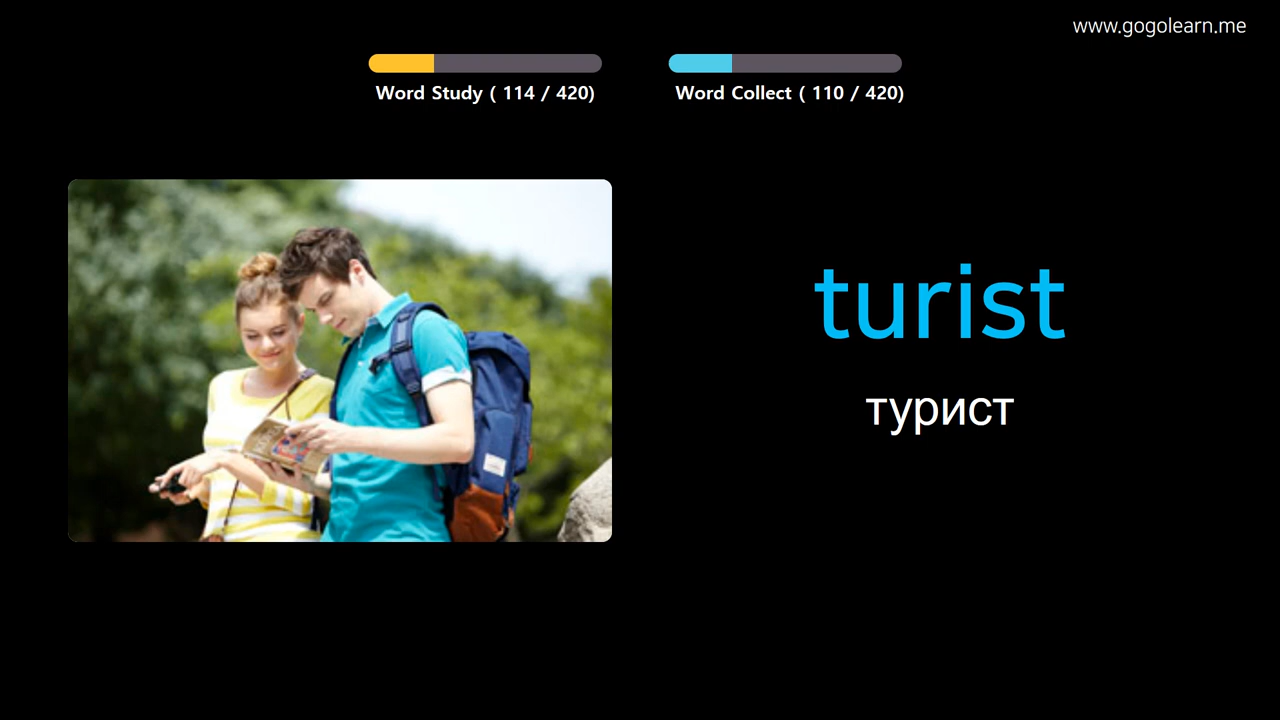 www.gogolearn.me
Word Study ( 114 / 420)
Word Collect ( 110 / 420)
turist
турист